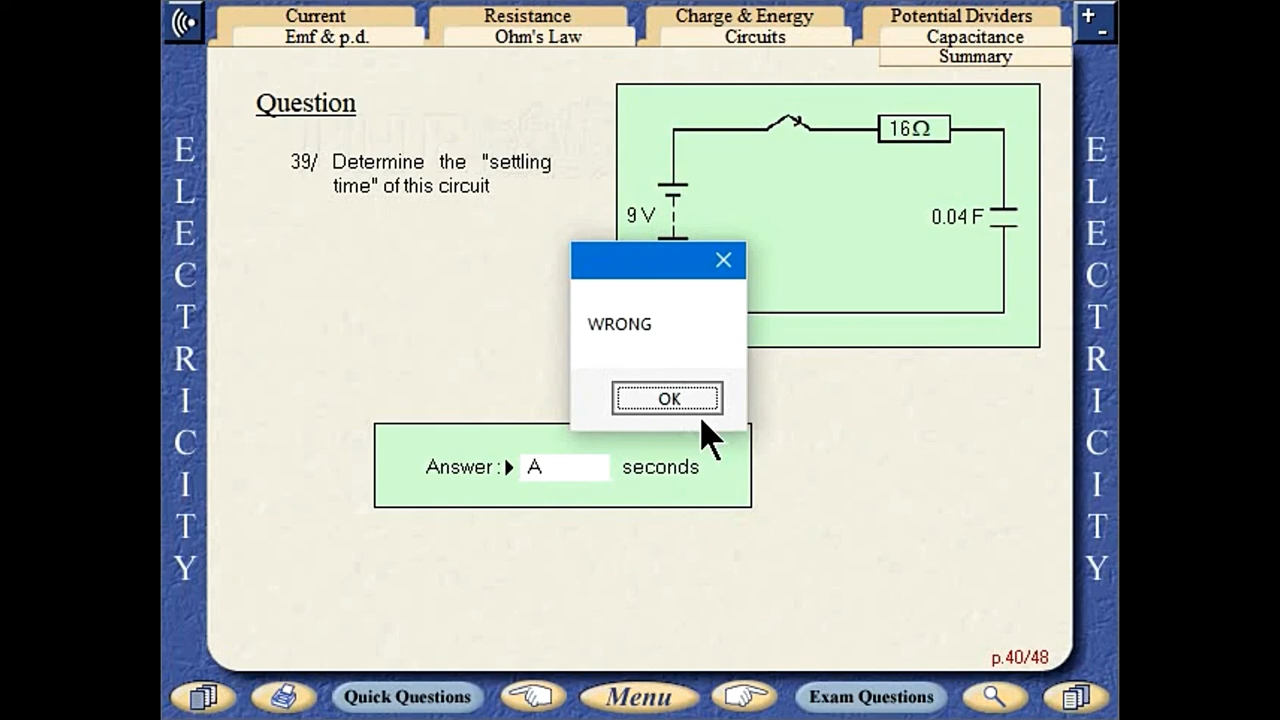 Current
Emf & p.d.
Resistance
Ohm's Law
Charge & Energy
Circuits
Potential Dividers
Capacitance
Summary
+
-
ELECTRICITY
ELECTRICITY
Question
39/ Determine the "settling
time" of this circuit
16Ω
9 V
0.04 F
WRONG
OK
Answer : A seconds
p.40/48
Quick Questions
Menu
Exam Questions